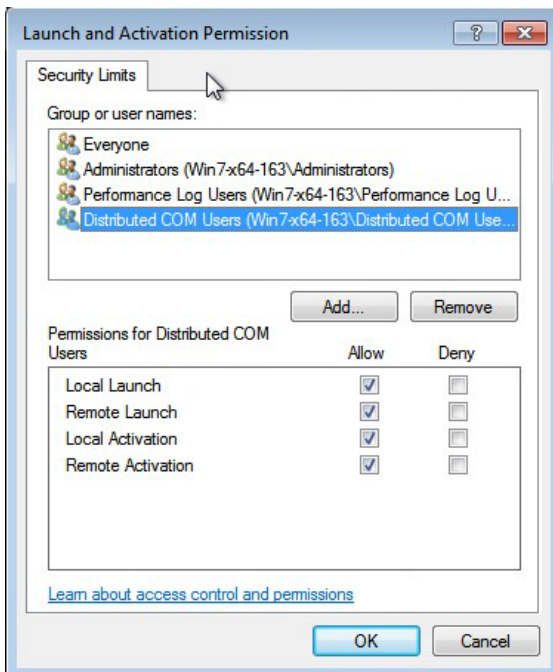 Launch and Activation Permission
Security Limits
Group or user names:
Everyone
Administrators (Win7-x64-163\Administrators)
Performance Log Users (Win7-x64-163\Performance Log U...
Distributed COM Users (Win7-x64-163\Distributed COM Use...
Add... Remove
Permissions for Distributed COM
Users Allow Deny
Local Launch
Remote Launch
Local Activation
Remote Activation
Learn about access control and permissions
OK Cancel